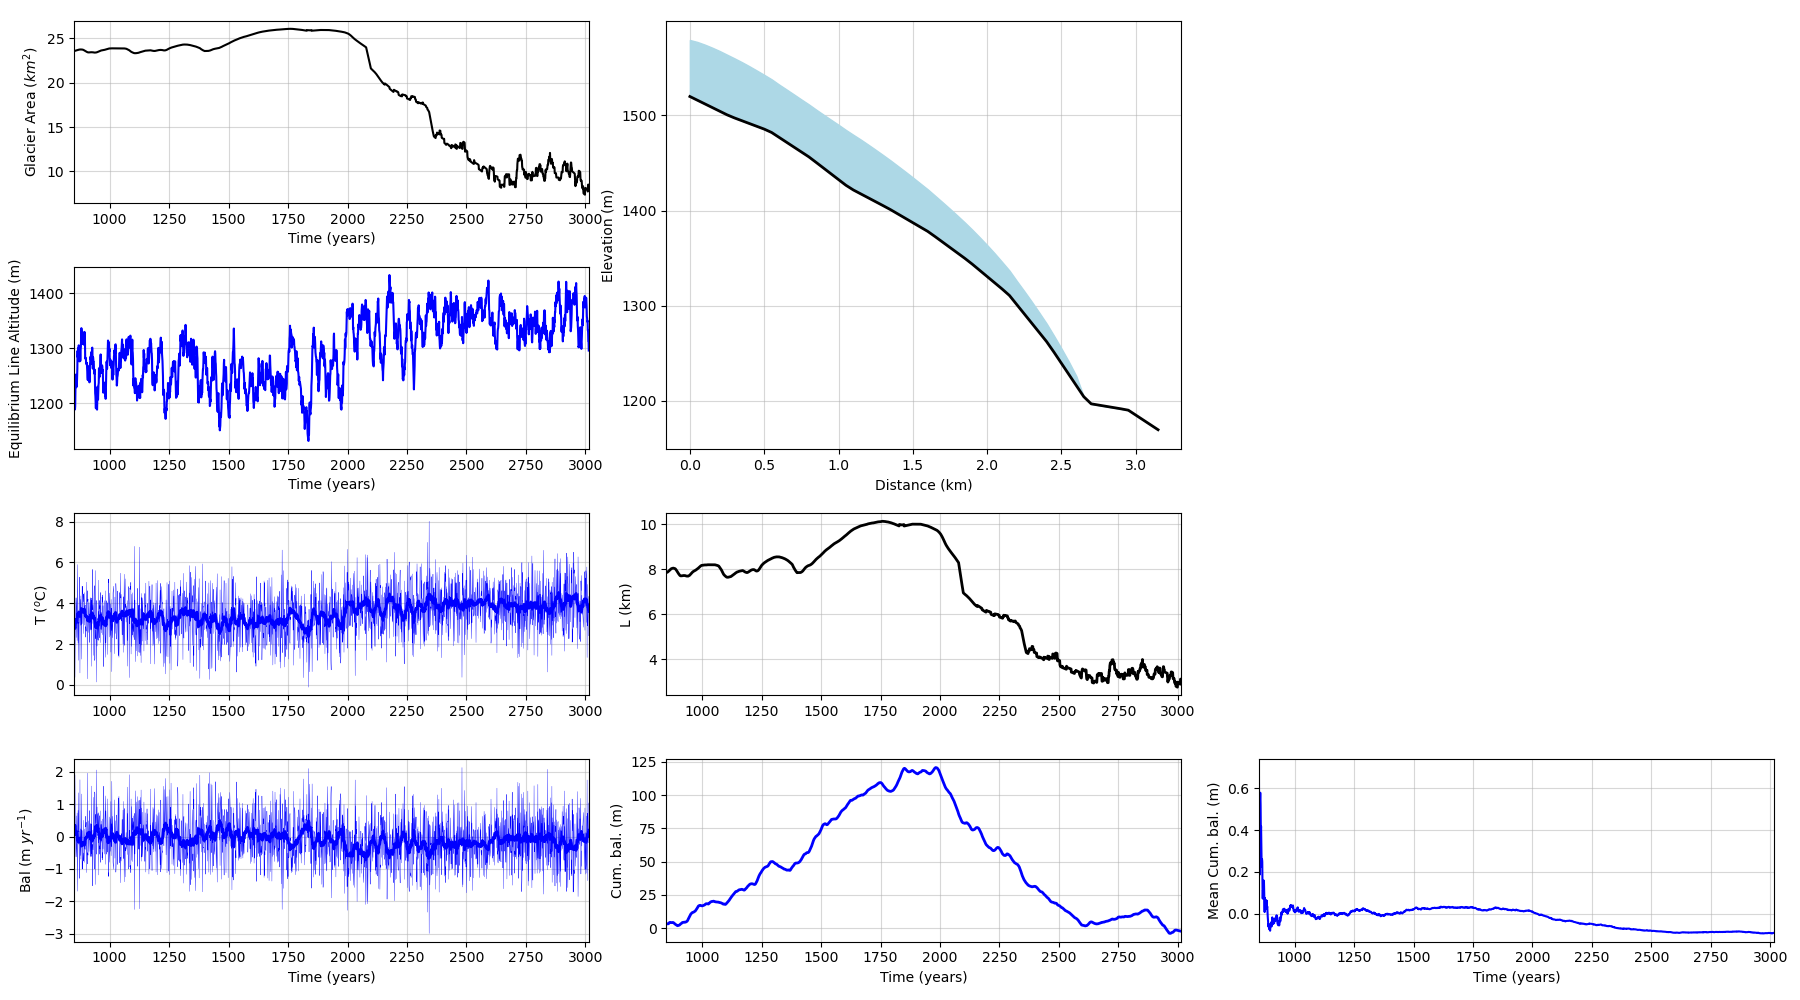 Glacier Area (km²)
25
20
15
10
1000 1250 1500 1750 2000 2250 2500 2750 3000
Time (years)
Equilibrium Line Altitude (m)
1400
1300
1200
1000 1250 1500 1750 2000 2250 2500 2750 3000
Time (years)
Elevation (m)
1500
1400
1300
1200
0.0 0.5 1.0 1.5 2.0 2.5 3.0
Distance (km)
T (°C)
8
6
4
2
0
1000 1250 1500 1750 2000 2250 2500 2750 3000
L (km)
10
8
6
4
1000 1250 1500 1750 2000 2250 2500 2750 3000
Bal (m yr⁻¹)
2
1
0
−1
−2
−3
1000 1250 1500 1750 2000 2250 2500 2750 3000
Time (years)
Cum. bal. (m)
125
100
75
50
25
0
1000 1250 1500 1750 2000 2250 2500 2750 3000
Time (years)
Mean Cum. bal. (m)
0.6
0.4
0.2
0.0
1000 1250 1500 1750 2000 2250 2500 2750 3000
Time (years)